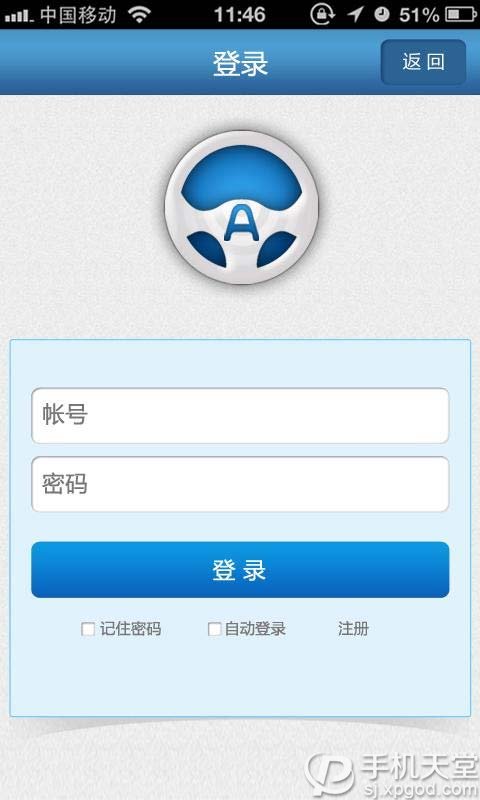 中国移动 11:46 51%
登录 返回
A
帐号
密码
登录
记住密码 自动登录 注册
手机天堂
sj.xpgod.com